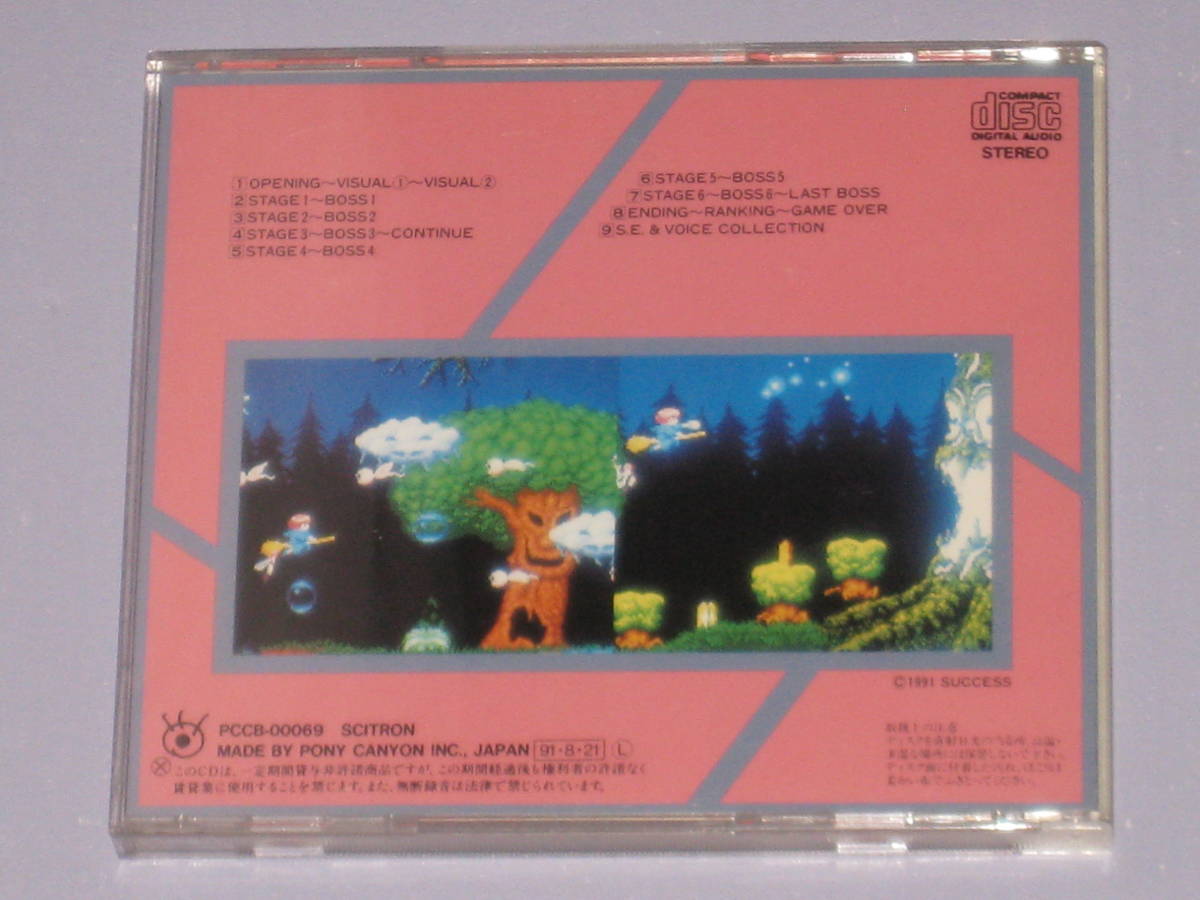 COMPACT
disc
DIGITAL AUDIO
STEREO
1 OPENING～VISUAL①～VISUAL②
2 STAGE1～BOSS1
3 STAGE2～BOSS2
4 STAGE3～BOSS3～CONTINUE
5 STAGE4～BOSS4
6 STAGE5～BOSS5
7 STAGE6～BOSS6～LAST BOSS
8 ENDING～RANKING～GAME OVER
9 S.E. & VOICE COLLECTION
©1991 SUCCESS
PCCB-00069 SCITRON
MADE BY PONY CANYON INC., JAPAN 91・8・21 Ⓛ
このCDは、一定期間貸与非許諾商品ですが、この期間経過後も権利者の許諾なく
賃貸業に使用することを禁じます。また、無断録音は法律で禁じられています。
取扱上の注意